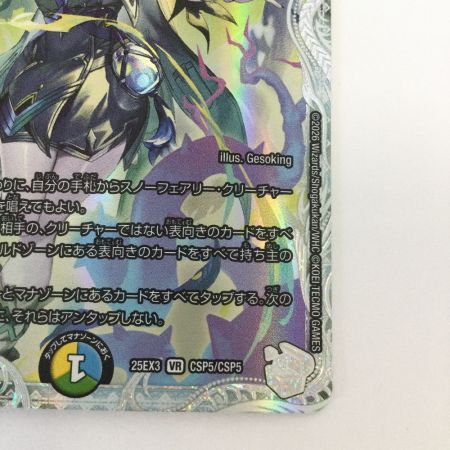 illus. Gesoking
わりに、自分の手札からスノーフェアリー・クリーチャー
を唱えてもよい。
相手の、クリーチャーではない表向きのカードをすべ
ルドゾーンにある表向きのカードをすべて持ち主の
とマナゾーンにあるカードをすべてタップする。次の
に、それらはアンタップしない。
タップしてマナゾーンにおく
1
25EX3 VR CSP5/CSP5
©2026 Wizards/Shogakukan/WHC ©KOEI TECMO GAMES